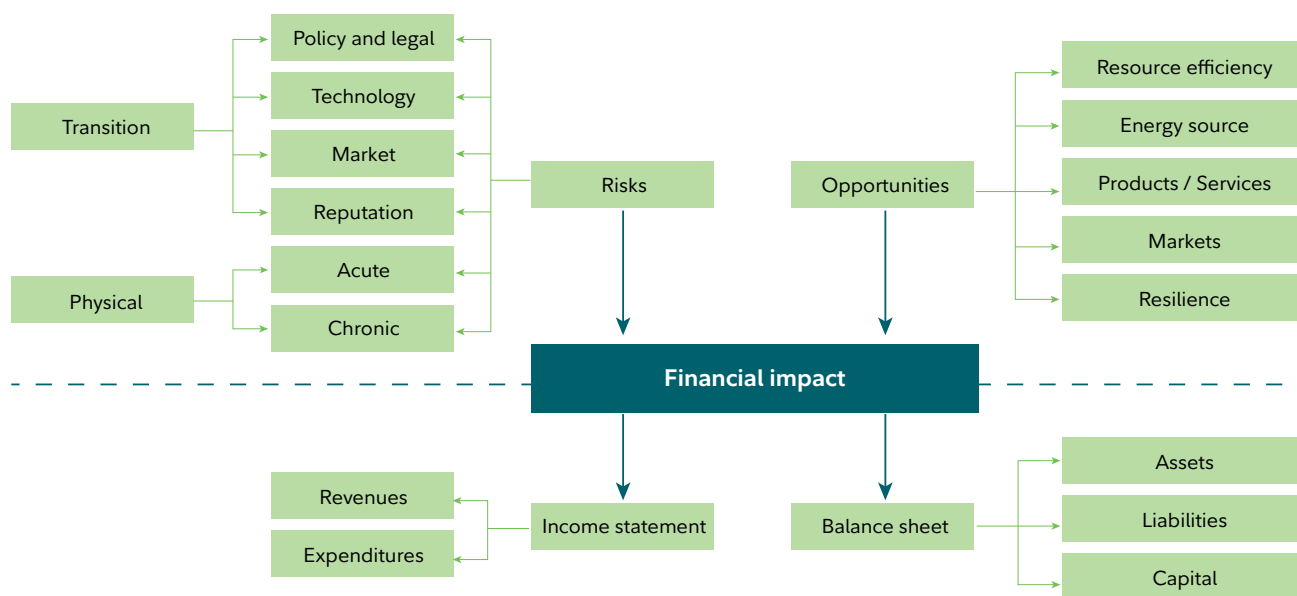 Transition
Physical
Policy and legal
Technology
Market
Reputation
Acute
Chronic
Risks
Opportunities
Resource efficiency
Energy source
Products / Services
Markets
Resilience
Financial impact
Revenues
Expenditures
Income statement
Balance sheet
Assets
Liabilities
Capital